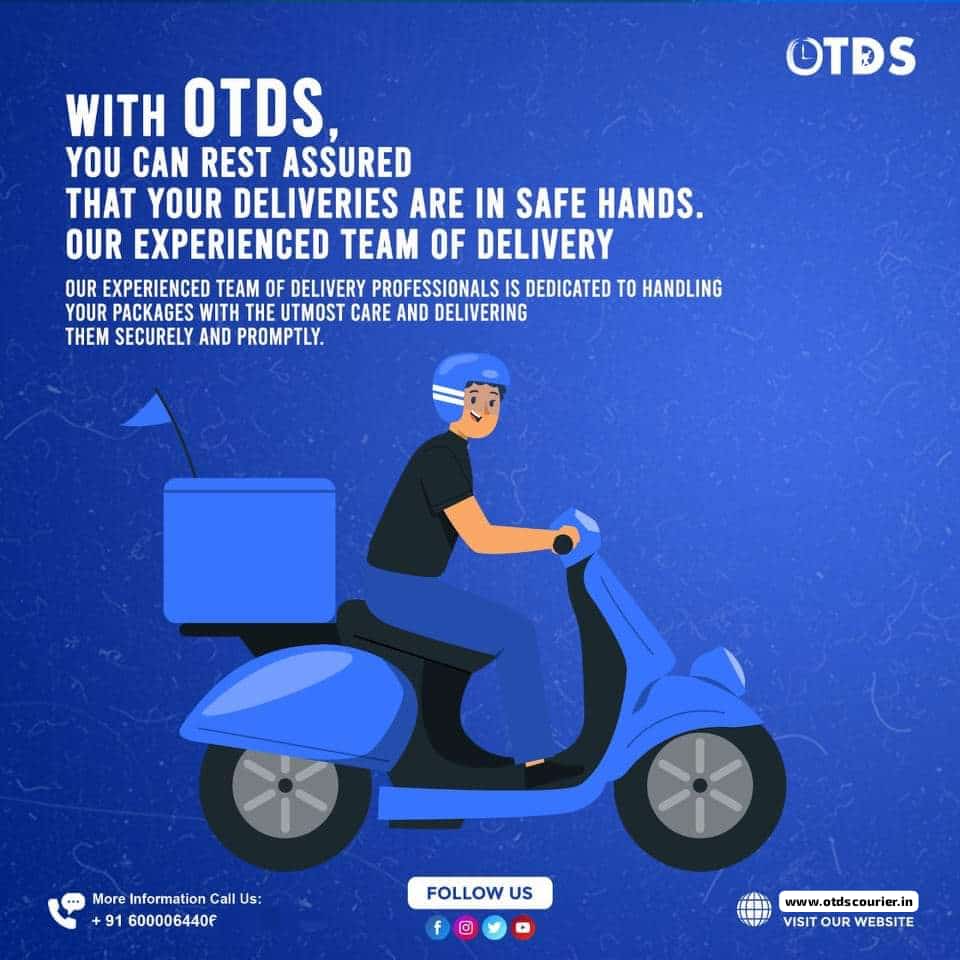 OTDS
WITH OTDS,
YOU CAN REST ASSURED
THAT YOUR DELIVERIES ARE IN SAFE HANDS.
OUR EXPERIENCED TEAM OF DELIVERY
OUR EXPERIENCED TEAM OF DELIVERY PROFESSIONALS IS DEDICATED TO HANDLING
YOUR PACKAGES WITH THE UTMOST CARE AND DELIVERING
THEM SECURELY AND PROMPTLY.
More Information Call Us:
+ 91
FOLLOW US
www.otdscourier.in
VISIT OUR WEBSITE